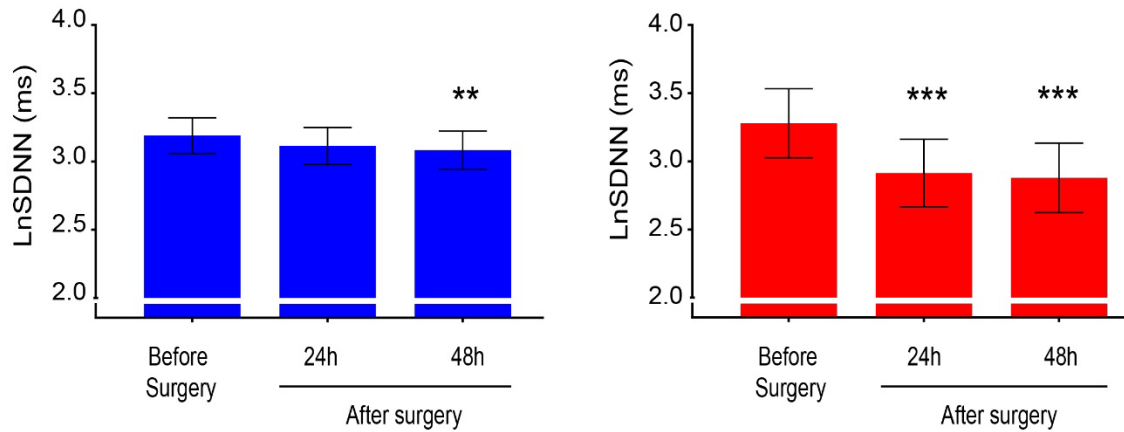 4.0
3.5
3.0
2.5
2.0
LnSDNN (ms)
**
Before
Surgery
24h
48h
After surgery
4.0
3.5
3.0
2.5
2.0
LnSDNN (ms)
***
***
Before
Surgery
24h
48h
After surgery